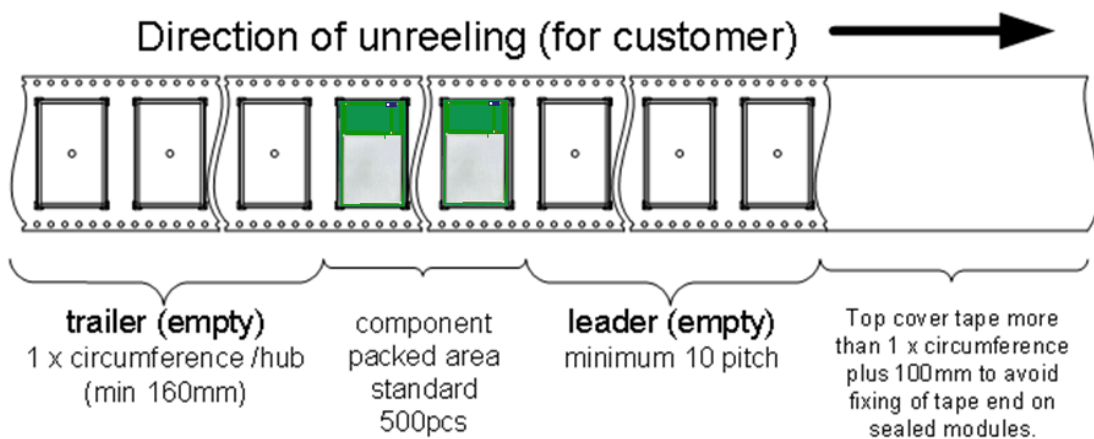 Direction of unreeling (for customer)
trailer (empty)
1 x circumference /hub
(min 160mm)
component
packed area
standard
500pcs
leader (empty)
minimum 10 pitch
Top cover tape more
than 1 x circumference
plus 100mm to avoid
fixing of tape end on
sealed modules.